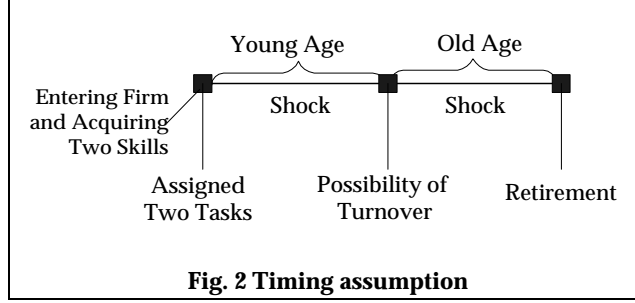 Young Age
Old Age
Entering Firm
and Acquiring
Two Skills
Shock
Shock
Assigned
Two Tasks
Possibility of
Turnover
Retirement
Fig. 2 Timing assumption